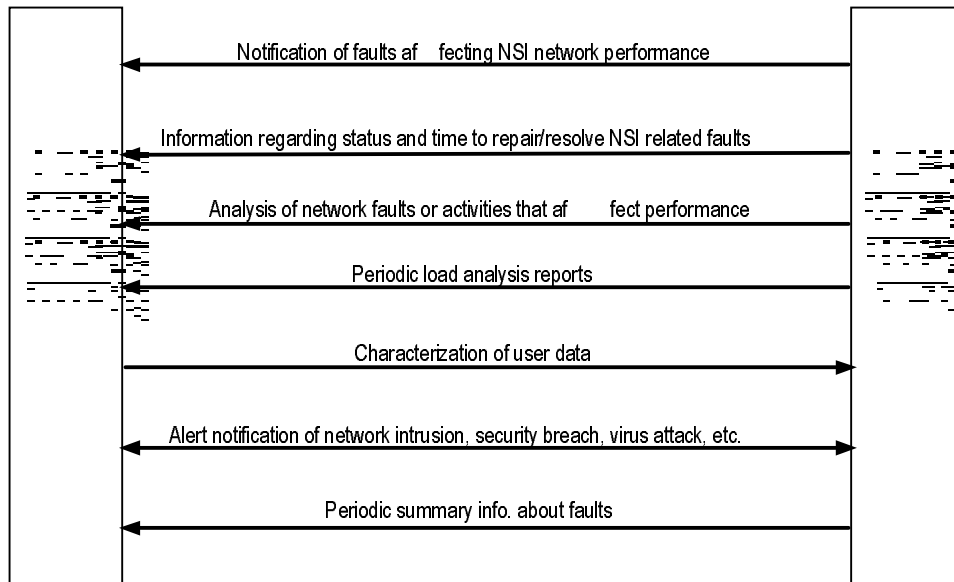 Notification of faults af fecting NSI network performance
Information regarding status and time to repair/resolve NSI related faults
Analysis of network faults or activities that af fect performance
Periodic load analysis reports
Characterization of user data
Alert notification of network intrusion, security breach, virus attack, etc.
Periodic summary info. about faults